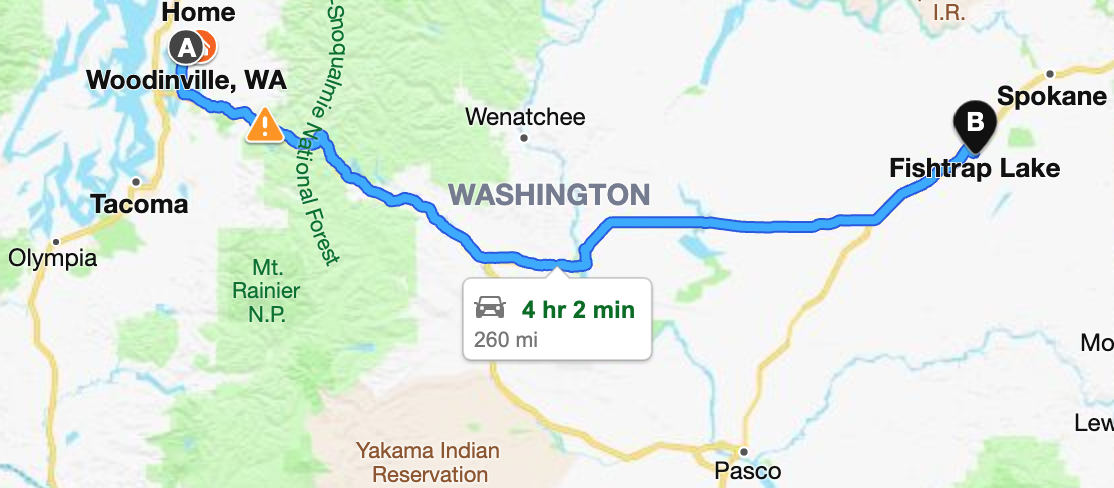 Home
I.R.
-Snoqualmie National Forest
A
Woodinville, WA
Spokane
Wenatchee
B
Fishtrap Lake
WASHINGTON
Tacoma
Olympia
Mt.
Rainier
N.P.
4 hr 2 min
260 mi
Mo
Lew
Yakama Indian
Reservation
Pasco